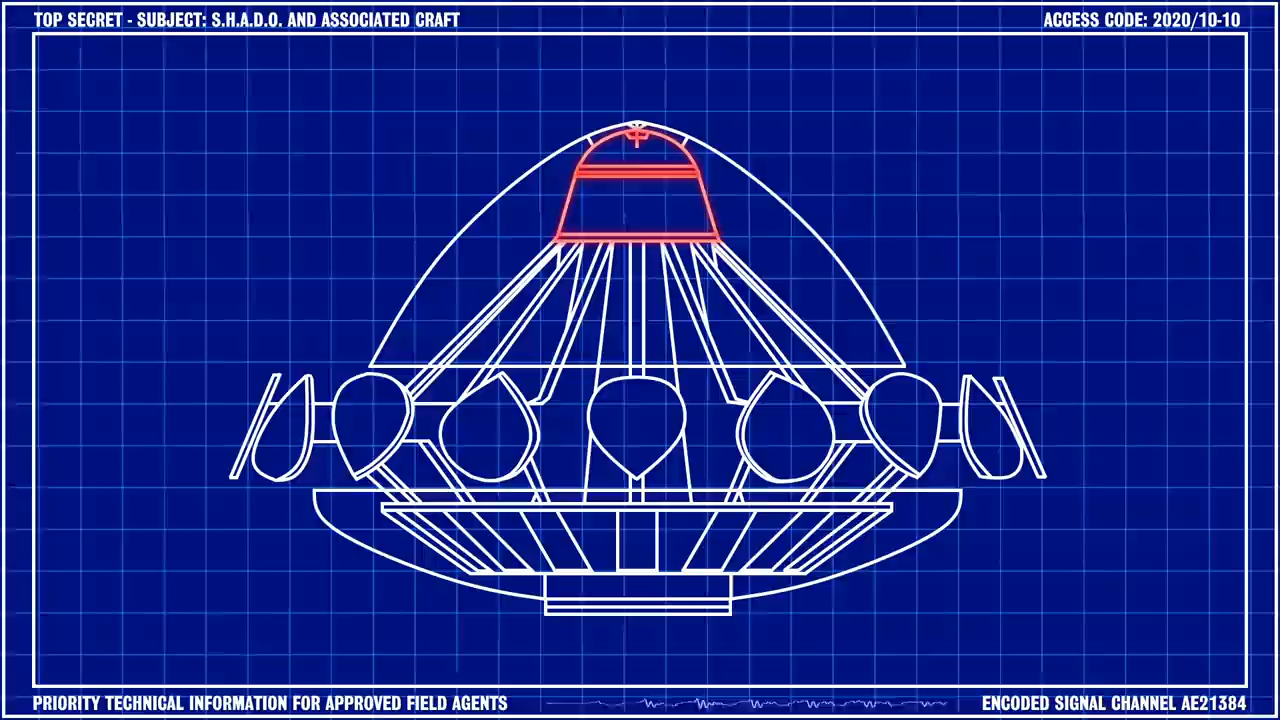 TOP SECRET - SUBJECT: S.H.A.D.O. AND ASSOCIATED CRAFT
ACCESS CODE: 2020/10-10
PRIORITY TECHNICAL INFORMATION FOR APPROVED FIELD AGENTS
ENCODED SIGNAL CHANNEL AE21384